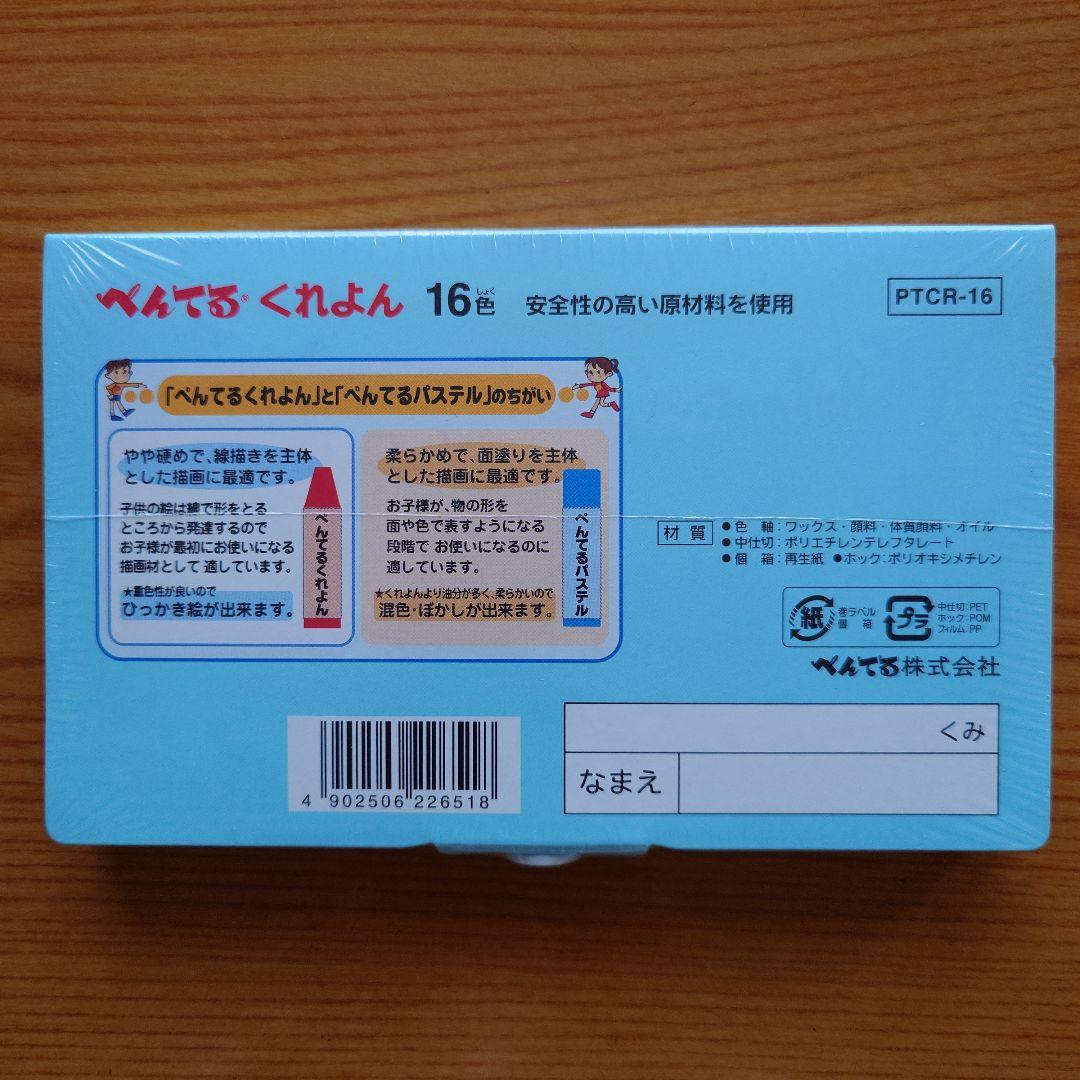 ぺんてる® くれよん 16色 安全性の高い原材料を使用 PTCR-16
しょく
「ぺんてるくれよん」と「ぺんてるパステル」のちがい
やや硬めで、線描きを主体
とした描画に最適です。
子供の絵は線で形をとる
ところから発達するので
お子様が最初にお使いになる
描画材として 適しています。
★重色性が良いので
ひっかき絵が出来ます。
ぺんてるくれよん
柔らかめで、面塗りを主体
とした描画に最適です。
お子様が、物の形を
面や色で表すようになる
段階で お使いになるのに
適しています。
★くれよんより油分が多く、柔らかいので
混色・ぼかしが出来ます。
ぺんてるパステル
材質 ●色 軸:ワックス・顔料・体質顔料・オイル
●中仕切:ポリエチレンテレフタレート
●個 箱:再生紙 ●ホック:ポリオキシメチレン
紙 巻ラベル
個 箱
プラ 中仕切:PET
ホック:POM
フィルム:PP
ぺんてる株式会社
4 902506 226518
くみ
なまえ